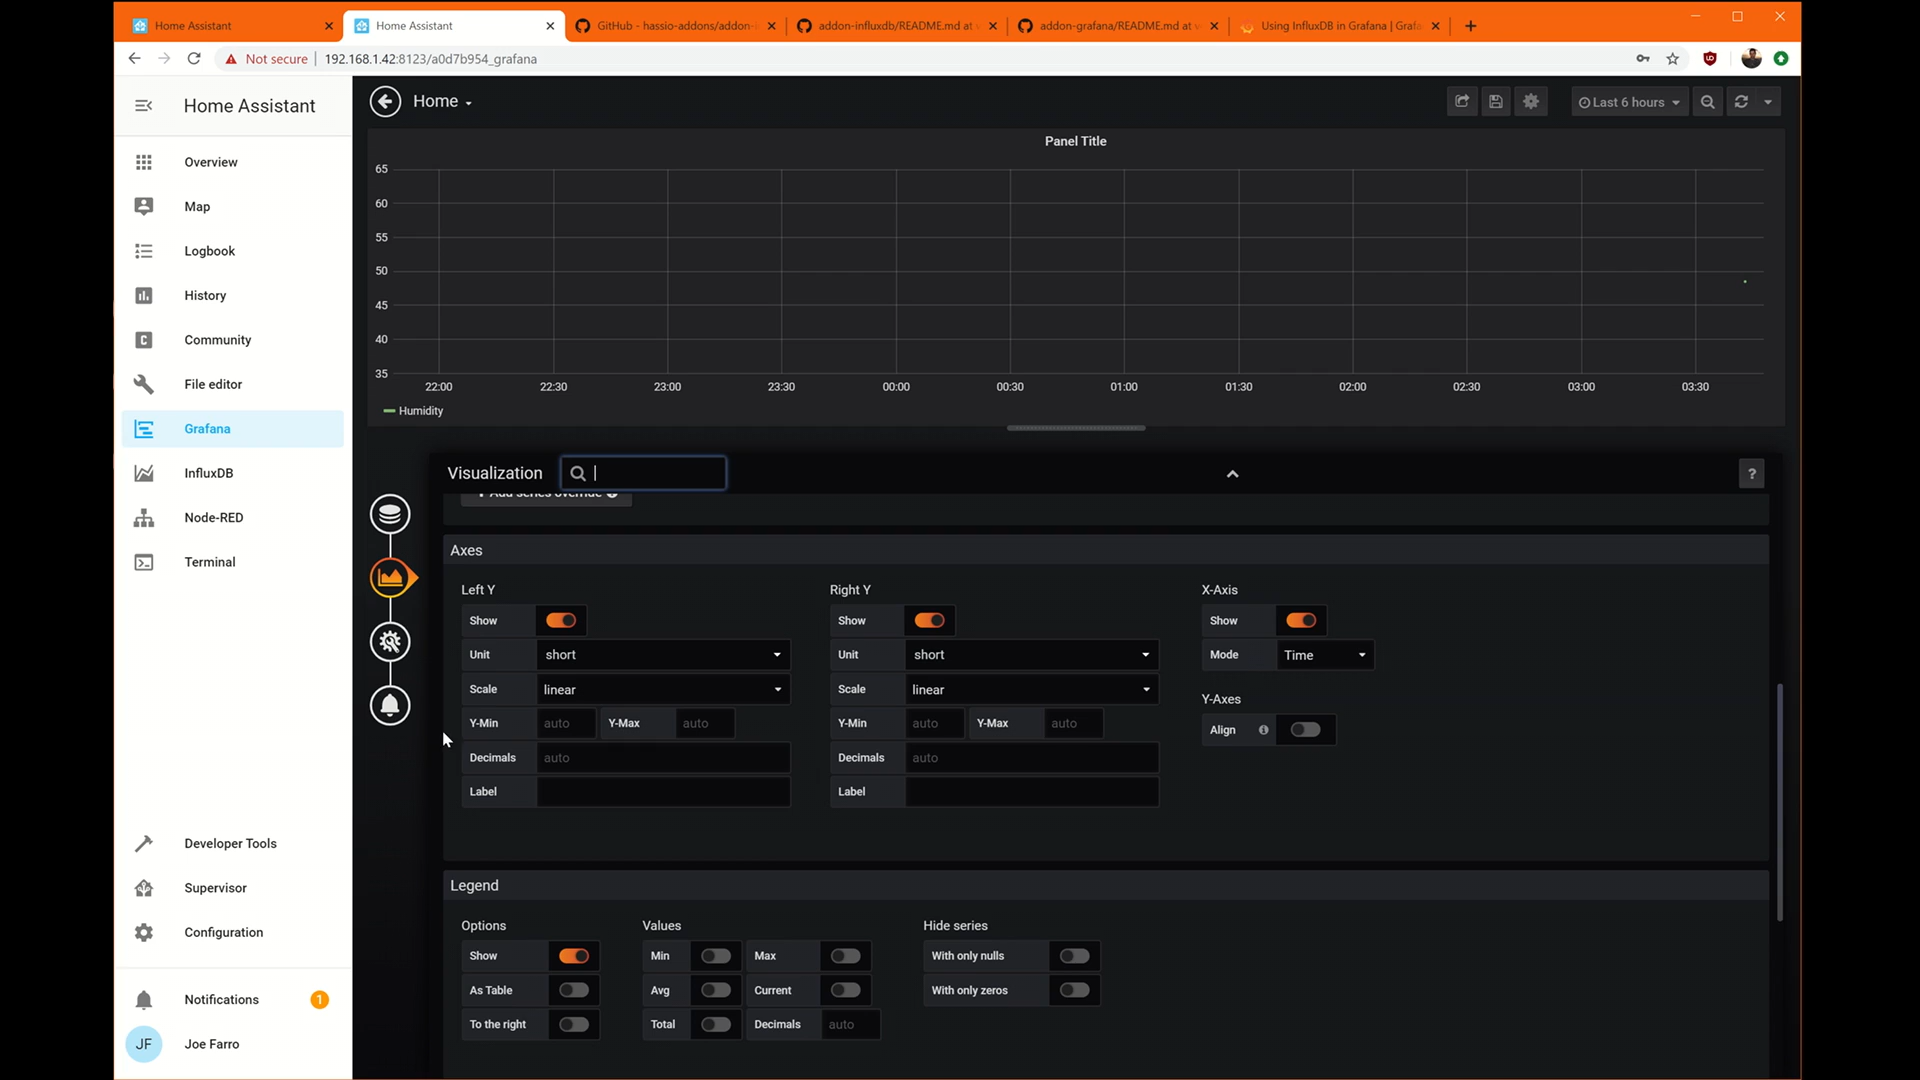 Home Assistant
Home Assistant
GitHub - hassio-addons/addon-
addon-influxdb/README.md at
addon-grafana/README.md at
Using InfluxDB in Grafana | Grafa
Not secure
192.168.1.42:8123/a0d7b954_grafana
Home Assistant
Overview
Map
Logbook
History
Community
File editor
Grafana
InfluxDB
Node-RED
Terminal
Developer Tools
Supervisor
Configuration
Notifications
1
JF
Joe Farro
Home
Last 6 hours
Panel Title
65
60
55
50
45
40
35
22:00 22:30 23:00 23:30 00:00 00:30 01:00 01:30 02:00 02:30 03:00 03:30
Humidity
Visualization
?
Add series override
Axes
Left Y
Show
Unit short
Scale linear
Y-Min auto Y-Max auto
Decimals auto
Label
Right Y
Show
Unit short
Scale linear
Y-Min auto Y-Max auto
Decimals auto
Label
X-Axis
Show
Mode Time
Y-Axes
Align
Legend
Options
Show
As Table
To the right
Values
Min Max
Avg Current
Total Decimals auto
Hide series
With only nulls
With only zeros